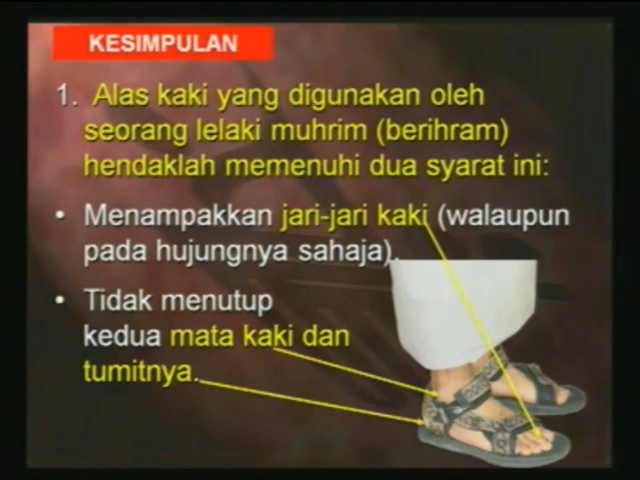 KESIMPULAN
1. Alas kaki yang digunakan oleh
seorang lelaki muhrim (berihram)
hendaklah memenuhi dua syarat ini:
• Menampakkan jari-jari kaki (walaupun
pada hujungnya sahaja).
• Tidak menutup
kedua mata kaki dan
tumitnya.